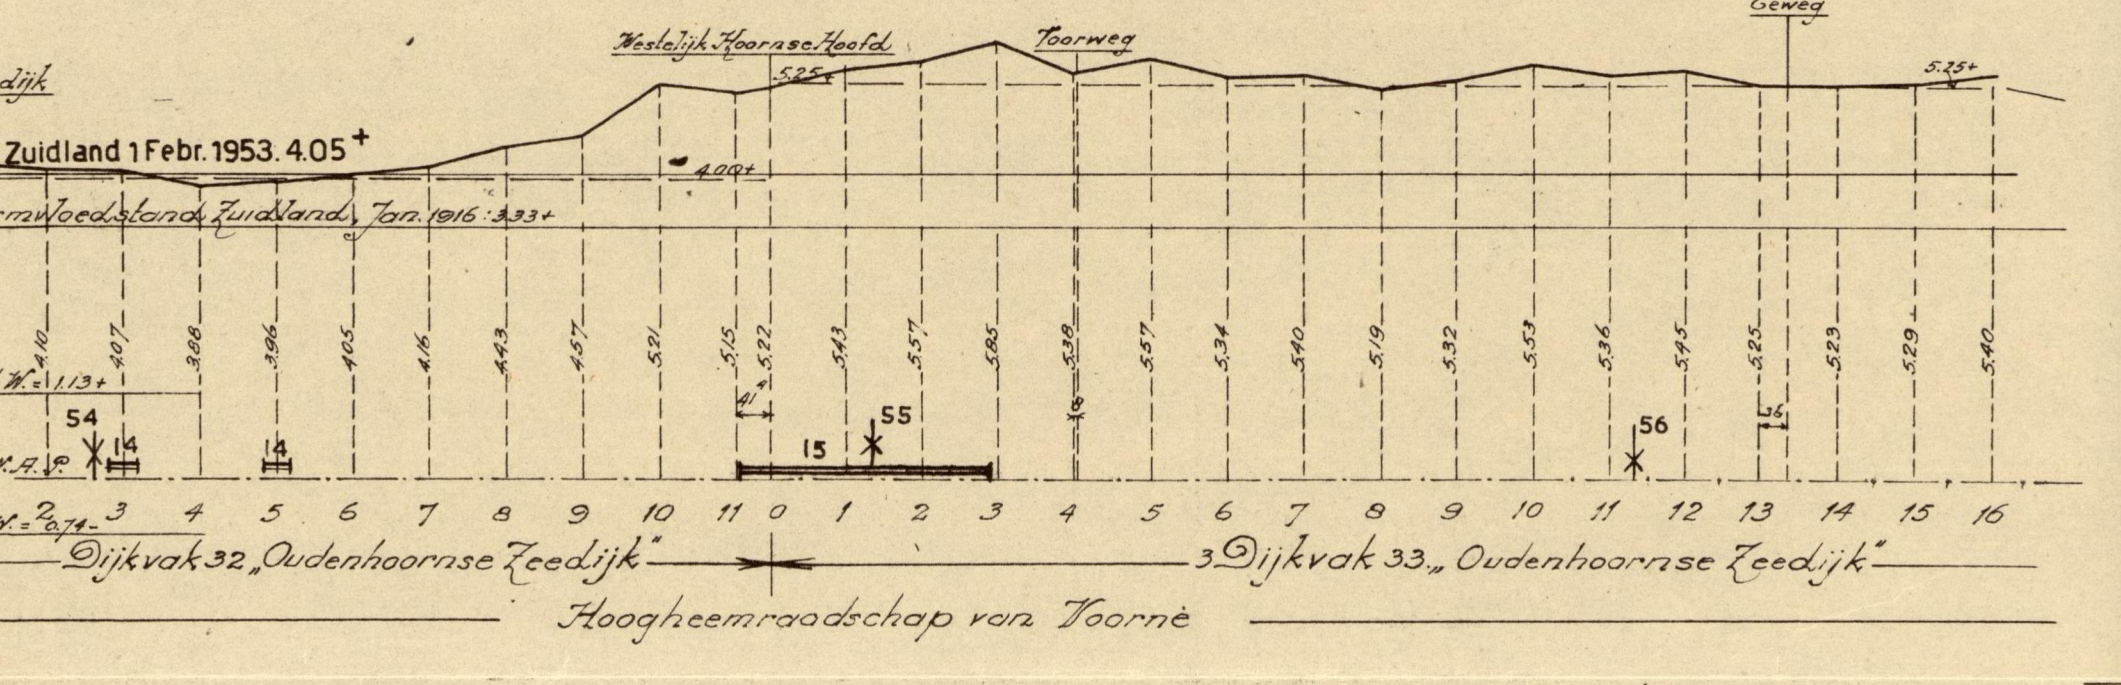 Geweg
Westelijk Hoornse Hoofd
Toorweg
dijk
5.25+
5.25+
Zuidland 1 Febr. 1953. 4.05+
4.00+
rmvloedstand Zuidland, Jan. 1916: 3.93+
4.10 4.07 3.88 3.96 4.05 4.16 4.43 4.57 5.21 5.15 5.22 5.43 5.57 5.85 5.38 5.57 5.34 5.40 5.19 5.32 5.53 5.36 5.45 5.25 5.23 5.29 5.40
W. = 1.13+
41 36
54 55 56
14 14 15
N.A.P.
2 3 4 5 6 7 8 9 10 11 0 1 2 3 4 5 6 7 8 9 10 11 12 13 14 15 16
W. = 0.74-
Dijkvak 32 „Oudenhoornse Zeedijk"
3 Dijkvak 33 „Oudenhoornse Zeedijk"
Hoogheemraadschap van Voorne